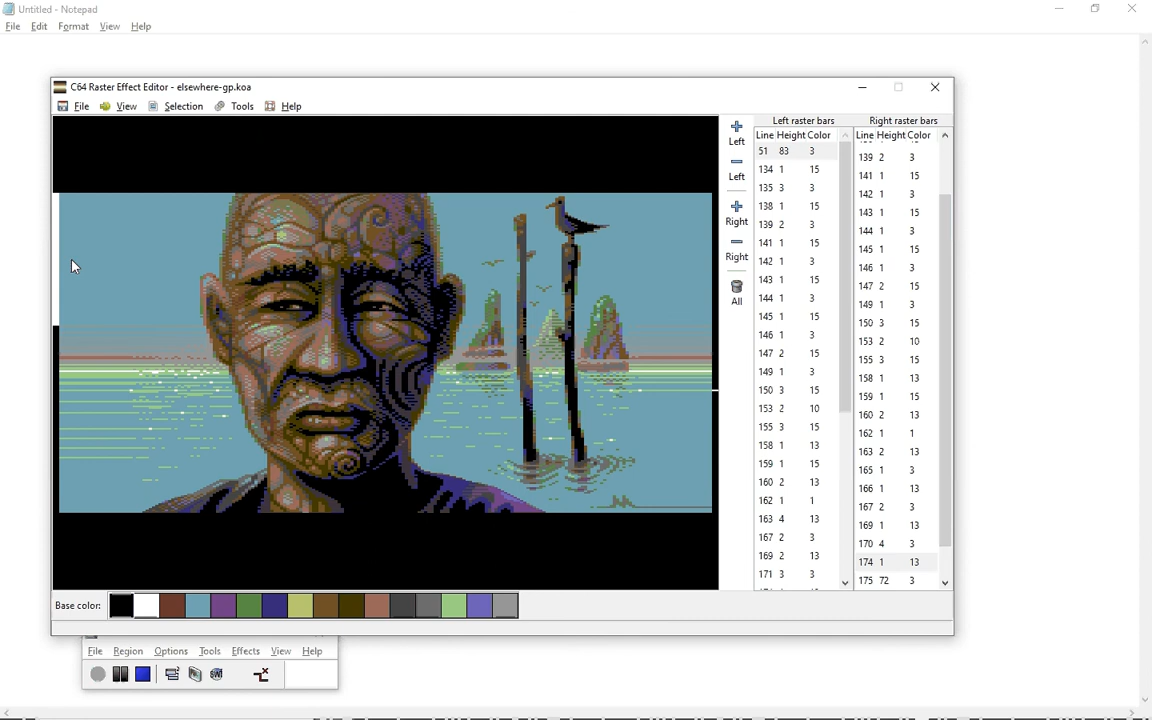 Untitled - Notepad
File Edit Format View Help
C64 Raster Effect Editor - elsewhere-gp.koa
File View Selection Tools Help
Left
Left
Right
Right
All
Left raster bars
Line Height Color
51 83 3
134 1 15
135 3 3
138 1 15
139 2 3
141 1 15
142 1 3
143 1 15
144 1 3
145 1 15
146 1 3
147 2 15
149 1 3
150 3 15
153 2 10
155 3 15
158 1 13
159 1 15
160 2 13
162 1 1
163 4 13
167 2 3
169 2 13
171 3 3
Right raster bars
Line Height Color
139 2 3
141 1 15
142 1 3
143 1 15
144 1 3
145 1 15
146 1 3
147 2 15
149 1 3
150 3 15
153 2 10
155 3 15
158 1 13
159 1 15
160 2 13
162 1 1
163 2 13
165 1 3
166 1 13
167 2 3
169 1 13
170 4 3
174 1 13
175 72 3
Base color:
File Region Options Tools Effects View Help